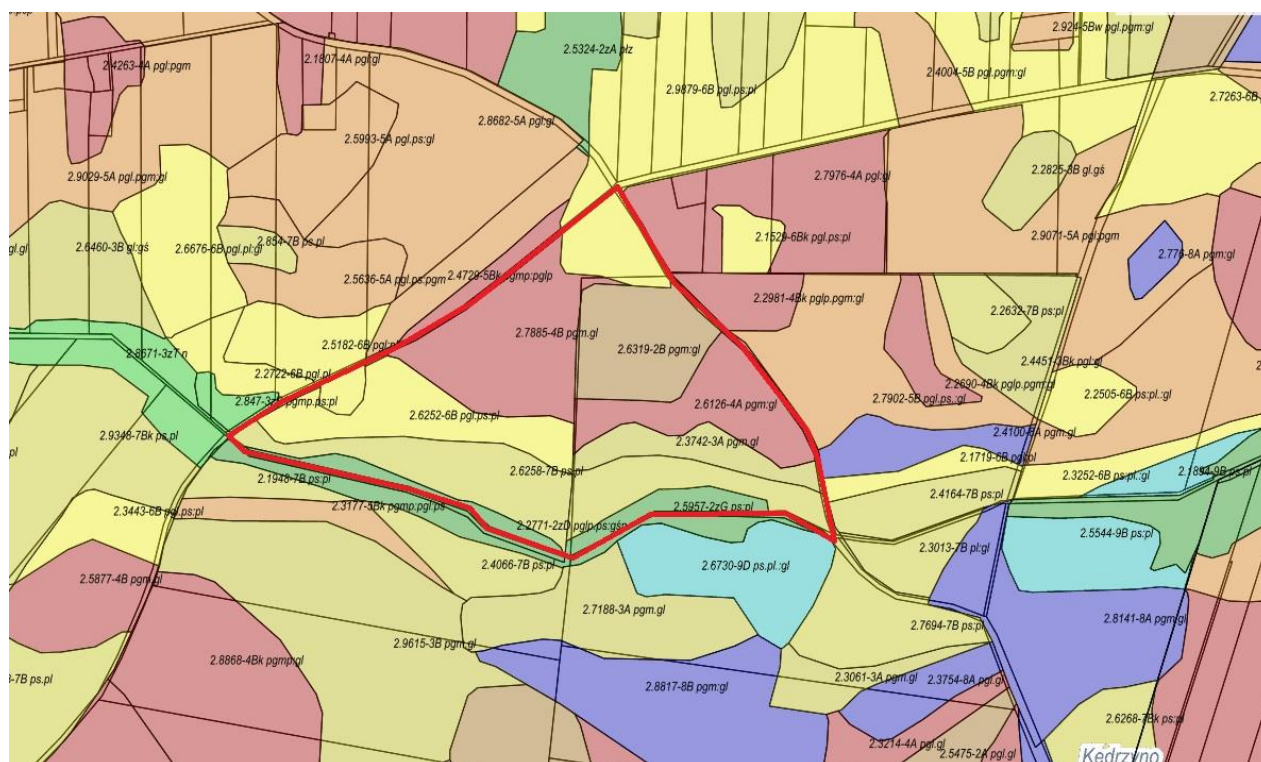 2.924-5Bw pgl.pgm:gl
2.5324-2zA płz
2.1807-4A pgl:gl
2.4263-4A pgl:pgm
2.4004-5B pgl.pgm:gl
2.9879-6B pgl.ps:pl
2.7263-6B
2.8682-5A pgl:gl
2.5993-5A pgl.ps:gl
2.2825-3B gl.gś
2.9029-5A pgl.pgm:gl
2.7976-4A pgl:gl
2.9071-5A pgl:pgm
2.1529-6Bk pgl.ps:pl
gl.gl
2.6460-3B gl:gś
2.6676-6B pgl.pl:gl
2.854-7B ps.pl
2.776-8A pgm:gl
2.5636-5A pgl.ps:pgm
2.4729-5Bk pgmp:pglp
2.2981-4Bk pglp.pgm:gl
2.2632-7B ps:pl
2.7885-4B pgm.gl
2.5182-6B pgl:pl
2.6319-2B pgm:gl
2.8671-3zT n
2.4451-3Bk pgl:gl
2.2722-6B pgl.pl
2.2690-4Bk pglp.pgm:gl
2.2505-6B ps:pl.:gl
2.7902-5B pgl.ps.:gl
2.6126-4A pgm:gl
2.6252-6B pgl.ps:pl
2.9348-7Bk ps.pl
2.3742-3A pgm.gl
2.1719-6B pgl:pl
pl
2.6258-7B ps:pl
2.3252-6B ps:pl.:gl
2.1894-9B ps:pl
2.1948-7B ps.pl
2.4164-7B ps:pl
2.3177-5Bk pgmp:pgl.ps
2.5957-2zG ps:pl
2.3443-6B pgl.ps:pl
2.5544-9B ps:pl
2.3013-7B pl:gl
2.4066-7B ps.pl
2.6730-9D ps.pl.:gl
2.5877-4B pgm.gl
2.7188-3A pgm.gl
2.8141-8A pgm:gl
2.7694-7B ps:pl
2.9615-3B pgm.gl
2.8868-4Bk pgmp:gl
2.3061-3A pgm.gl
2.3754-8A pgl.gl
3-7B ps.pl
2.8817-8B pgm:gl
2.6268-7Bk ps:pl
2.3214-4A pgl.gl
2.5475-2A pgl.gl
Kędrzyno